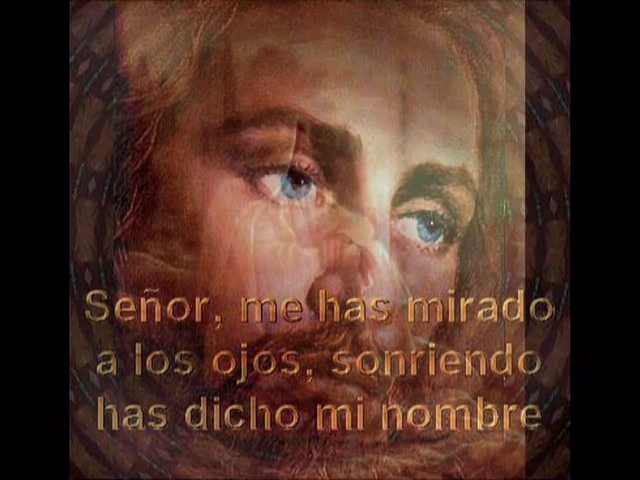 Señor, me has mirado
a los ojos, sonriendo
has dicho mi nombre